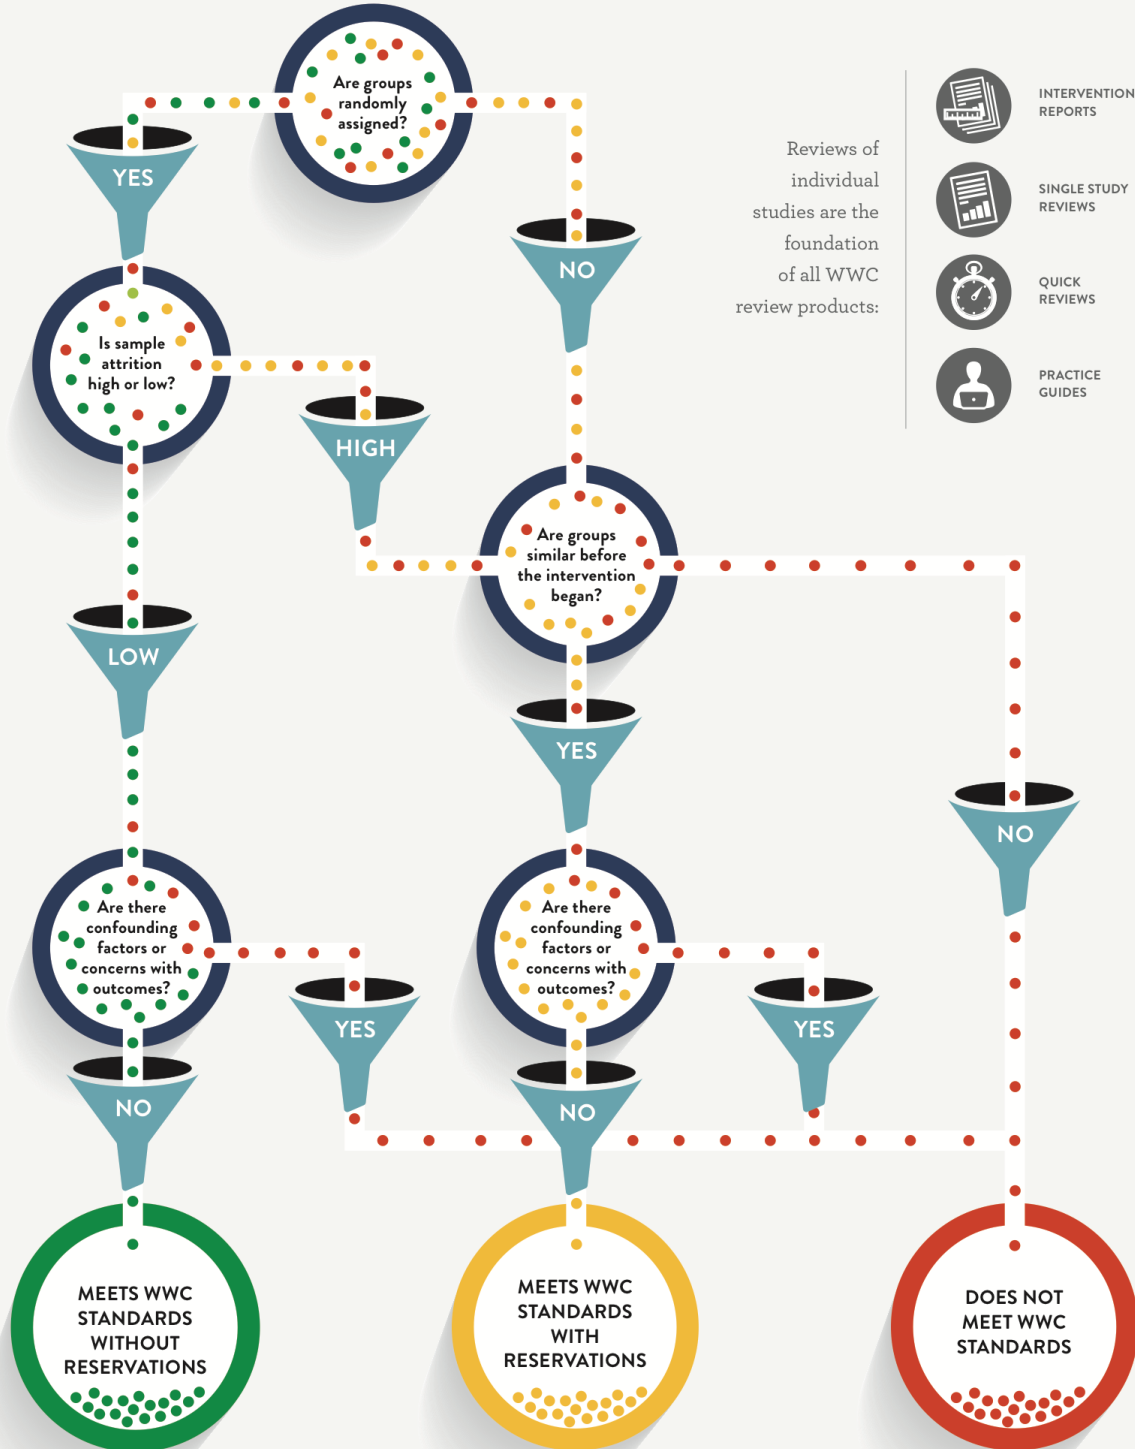 Are groups
randomly
assigned?
YES
NO
Reviews of
individual
studies are the
foundation
of all WWC
review products:
INTERVENTION
REPORTS
SINGLE STUDY
REVIEWS
QUICK
REVIEWS
PRACTICE
GUIDES
Is sample
attrition
high or low?
HIGH
LOW
Are groups
similar before
the intervention
began?
YES
NO
Are there
confounding
factors or
concerns with
outcomes?
YES
NO
Are there
confounding
factors or
concerns with
outcomes?
YES
NO
MEETS WWC
STANDARDS
WITHOUT
RESERVATIONS
MEETS WWC
STANDARDS
WITH
RESERVATIONS
DOES NOT
MEET WWC
STANDARDS